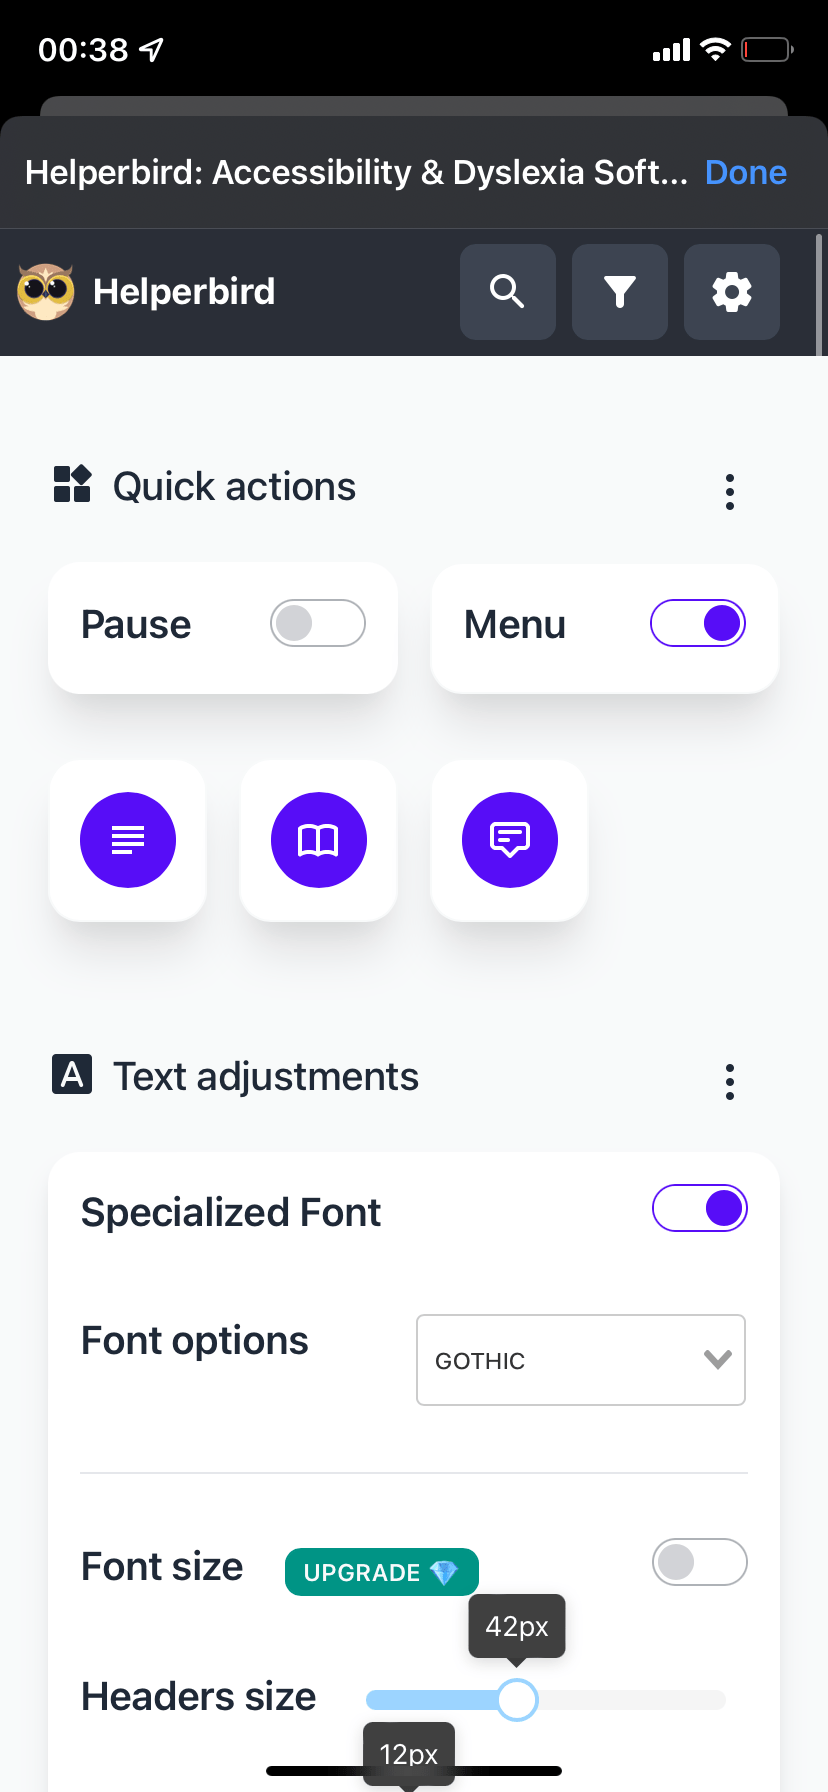 00:38
Helperbird: Accessibility & Dyslexia Soft... Done
Helperbird
Quick actions
Pause
Menu
A Text adjustments
Specialized Font
Font options
GOTHIC
Font size
UPGRADE 💎
42px
Headers size
12px